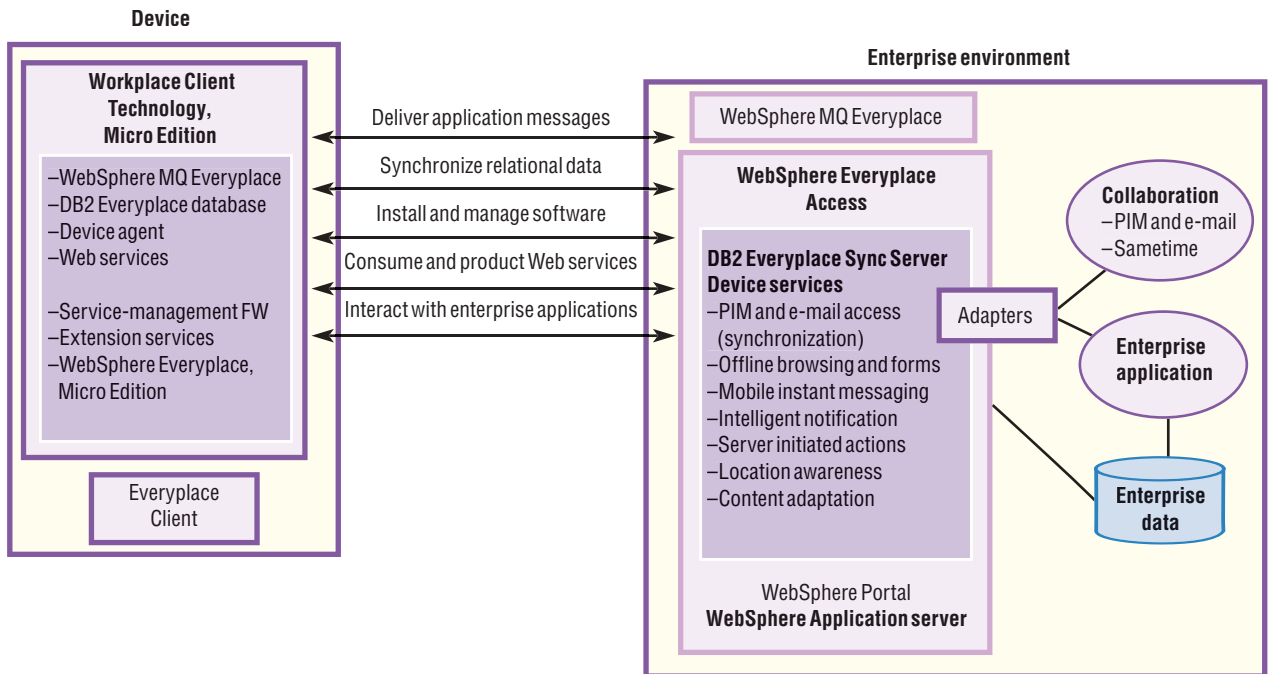 Device
Workplace Client
Technology,
Micro Edition
–WebSphere MQ Everyplace
–DB2 Everyplace database
–Device agent
–Web services
–Service-management FW
–Extension services
–WebSphere Everyplace,
Micro Edition
Everyplace
Client
Deliver application messages
Synchronize relational data
Install and manage software
Consume and product Web services
Interact with enterprise applications
Enterprise environment
WebSphere MQ Everyplace
WebSphere Everyplace
Access
DB2 Everyplace Sync Server
Device services
–PIM and e-mail access
(synchronization)
–Offline browsing and forms
–Mobile instant messaging
–Intelligent notification
–Server initiated actions
–Location awareness
–Content adaptation
WebSphere Portal
WebSphere Application server
Adapters
Collaboration
–PIM and e-mail
–Sametime
Enterprise
application
Enterprise
data